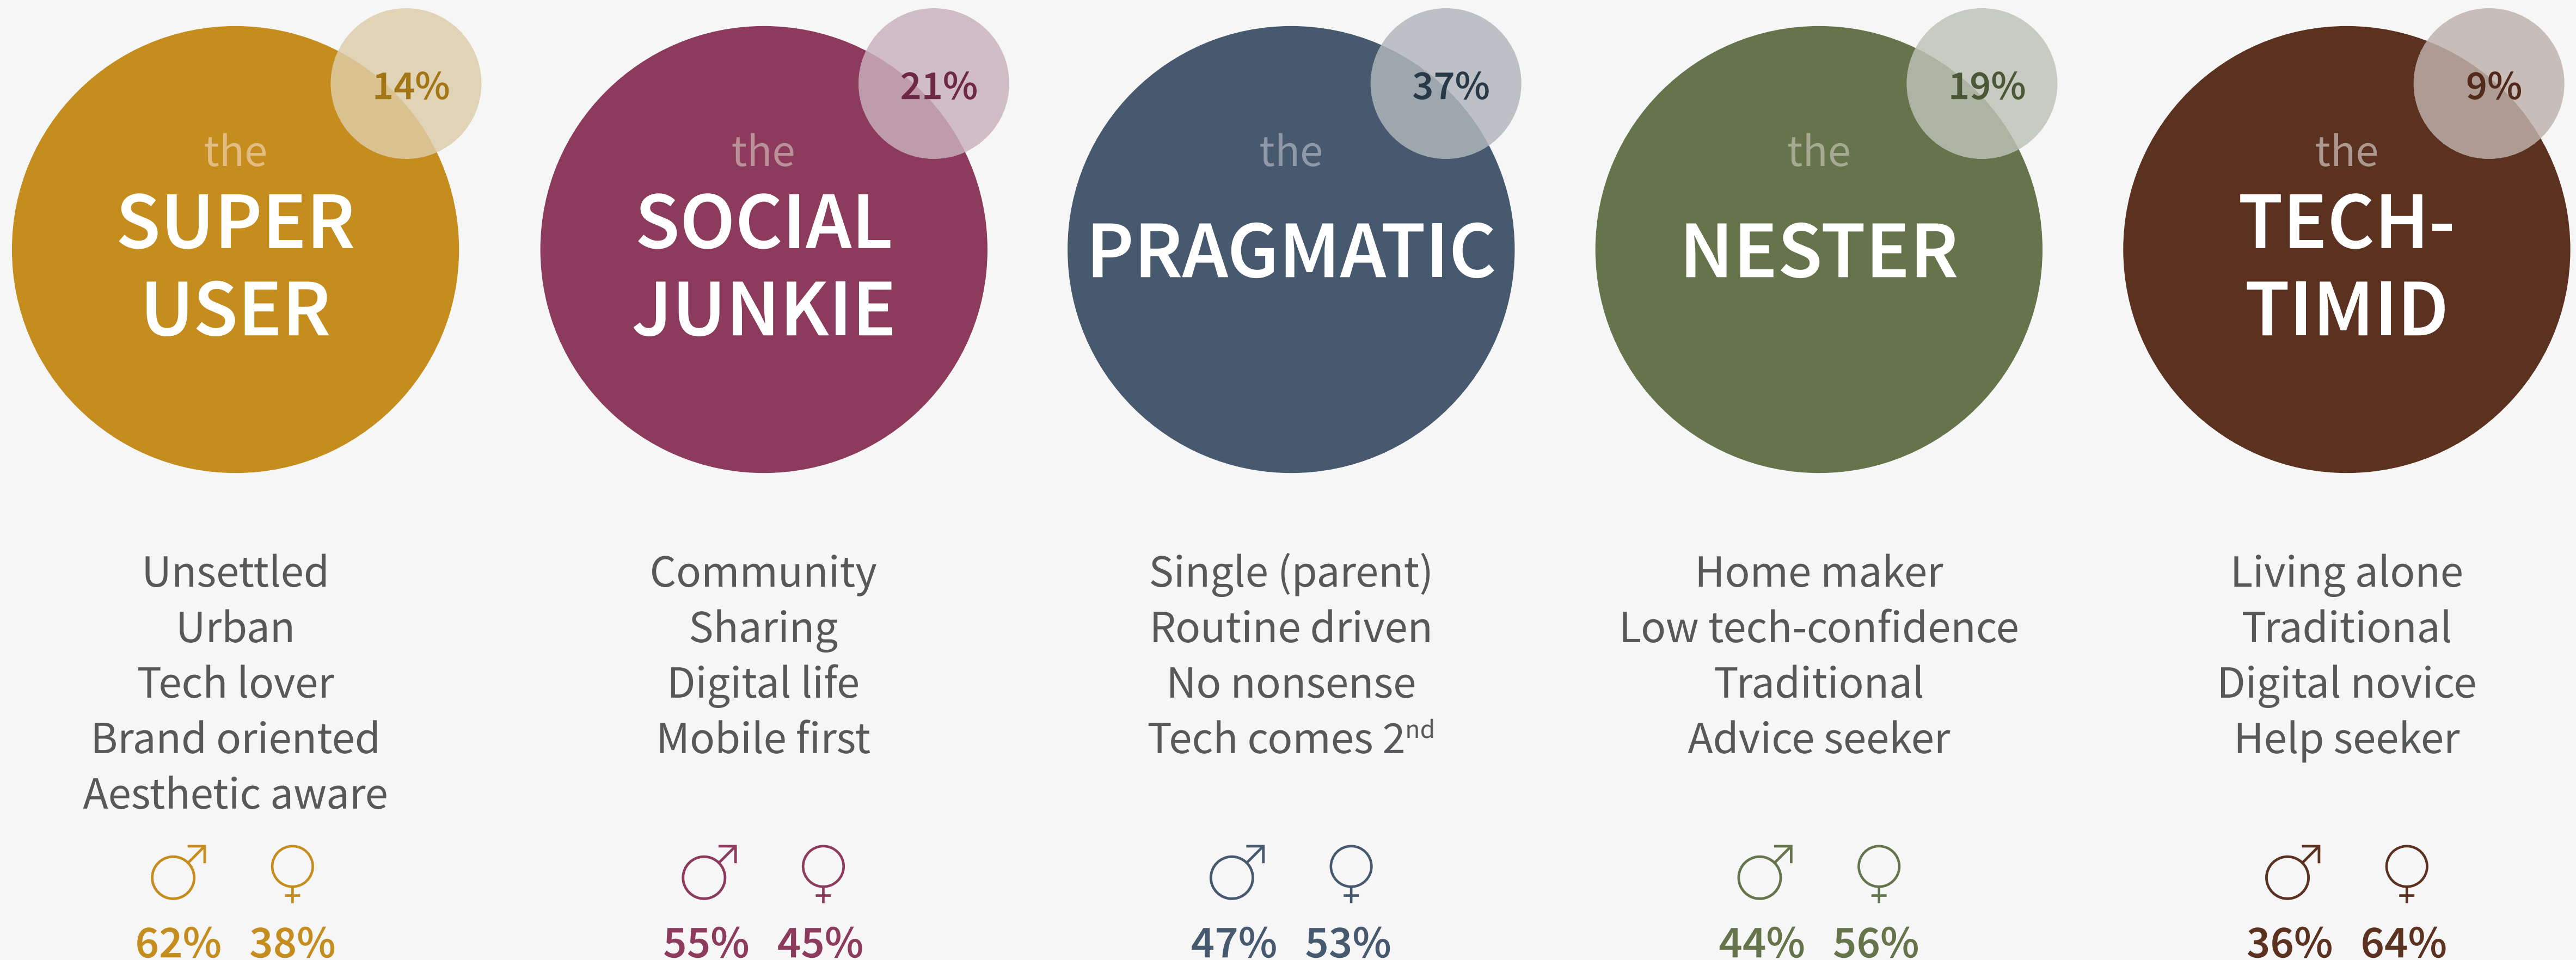 14%
the
SUPER
USER
Unsettled
Urban
Tech lover
Brand oriented
Aesthetic aware
♂ ♀
62% 38%
21%
the
SOCIAL
JUNKIE
Community
Sharing
Digital life
Mobile first
♂ ♀
55% 45%
37%
the
PRAGMATIC
Single (parent)
Routine driven
No nonsense
Tech comes 2nd
♂ ♀
47% 53%
19%
the
NESTER
Home maker
Low tech-confidence
Traditional
Advice seeker
♂ ♀
44% 56%
9%
the
TECH-
TIMID
Living alone
Traditional
Digital novice
Help seeker
♂ ♀
36% 64%